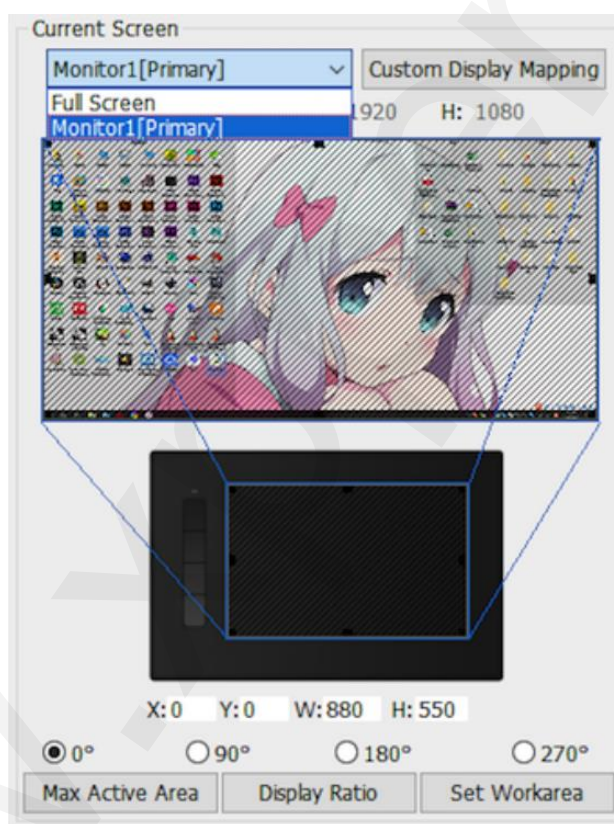 Current Screen
Monitor1[Primary] Custom Display Mapping
Full Screen 1920 H: 1080
Monitor1[Primary]
X: 0 Y: 0 W: 880 H: 550
0° 90° 180° 270°
Max Active Area Display Ratio Set Workarea